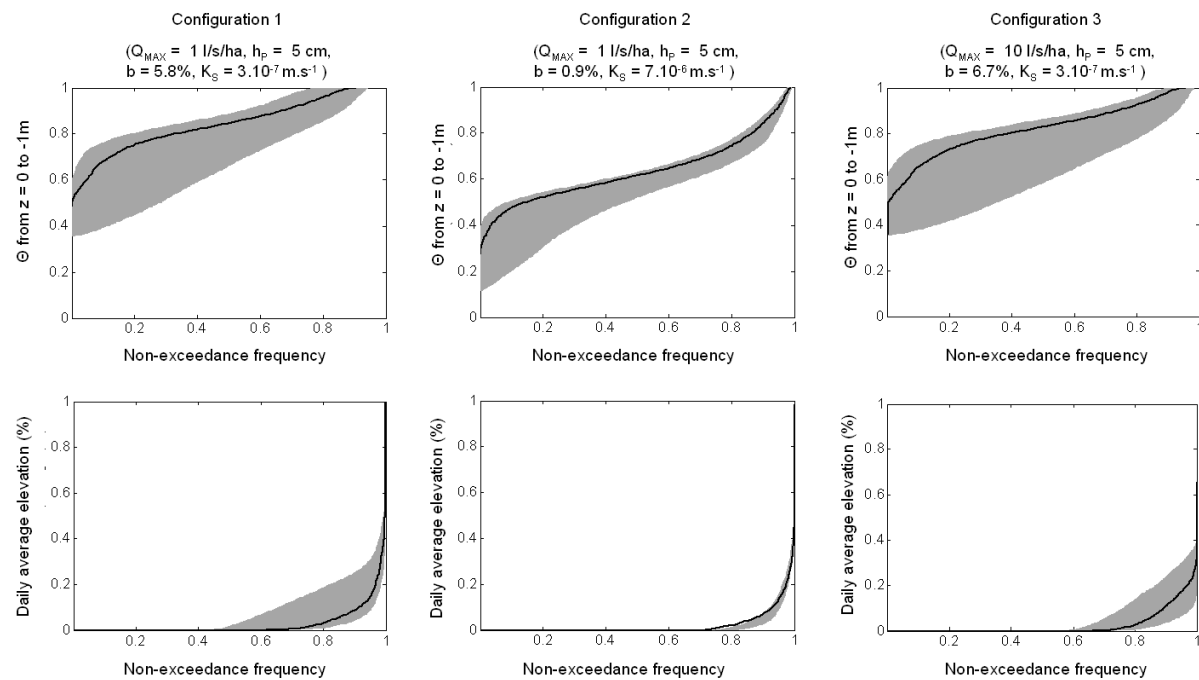 Configuration 1
(Q_MAX = 1 l/s/ha, h_P = 5 cm,
b = 5.8%, K_S = 3.10⁻⁷ m.s⁻¹ )
Configuration 2
(Q_MAX = 1 l/s/ha, h_P = 5 cm,
b = 0.9%, K_S = 7.10⁻⁶ m.s⁻¹ )
Configuration 3
(Q_MAX = 10 l/s/ha, h_P = 5 cm,
b = 6.7%, K_S = 3.10⁻⁷ m.s⁻¹ )
Θ from z = 0 to -1m
1
0.8
0.6
0.4
0.2
0
0.2 0.4 0.6 0.8 1
Non-exceedance frequency
Θ from z = 0 to -1m
1
0.8
0.6
0.4
0.2
0
0.2 0.4 0.6 0.8 1
Non-exceedance frequency
Θ from z = 0 to -1m
1
0.8
0.6
0.4
0.2
0
0.2 0.4 0.6 0.8 1
Non-exceedance frequency
Daily average elevation (%)
1
0.8
0.6
0.4
0.2
0
0.2 0.4 0.6 0.8 1
Non-exceedance frequency
Daily average elevation (%)
1
0.8
0.6
0.4
0.2
0
0.2 0.4 0.6 0.8 1
Non-exceedance frequency
Daily average elevation (%)
1
0.8
0.6
0.4
0.2
0
0.2 0.4 0.6 0.8 1
Non-exceedance frequency